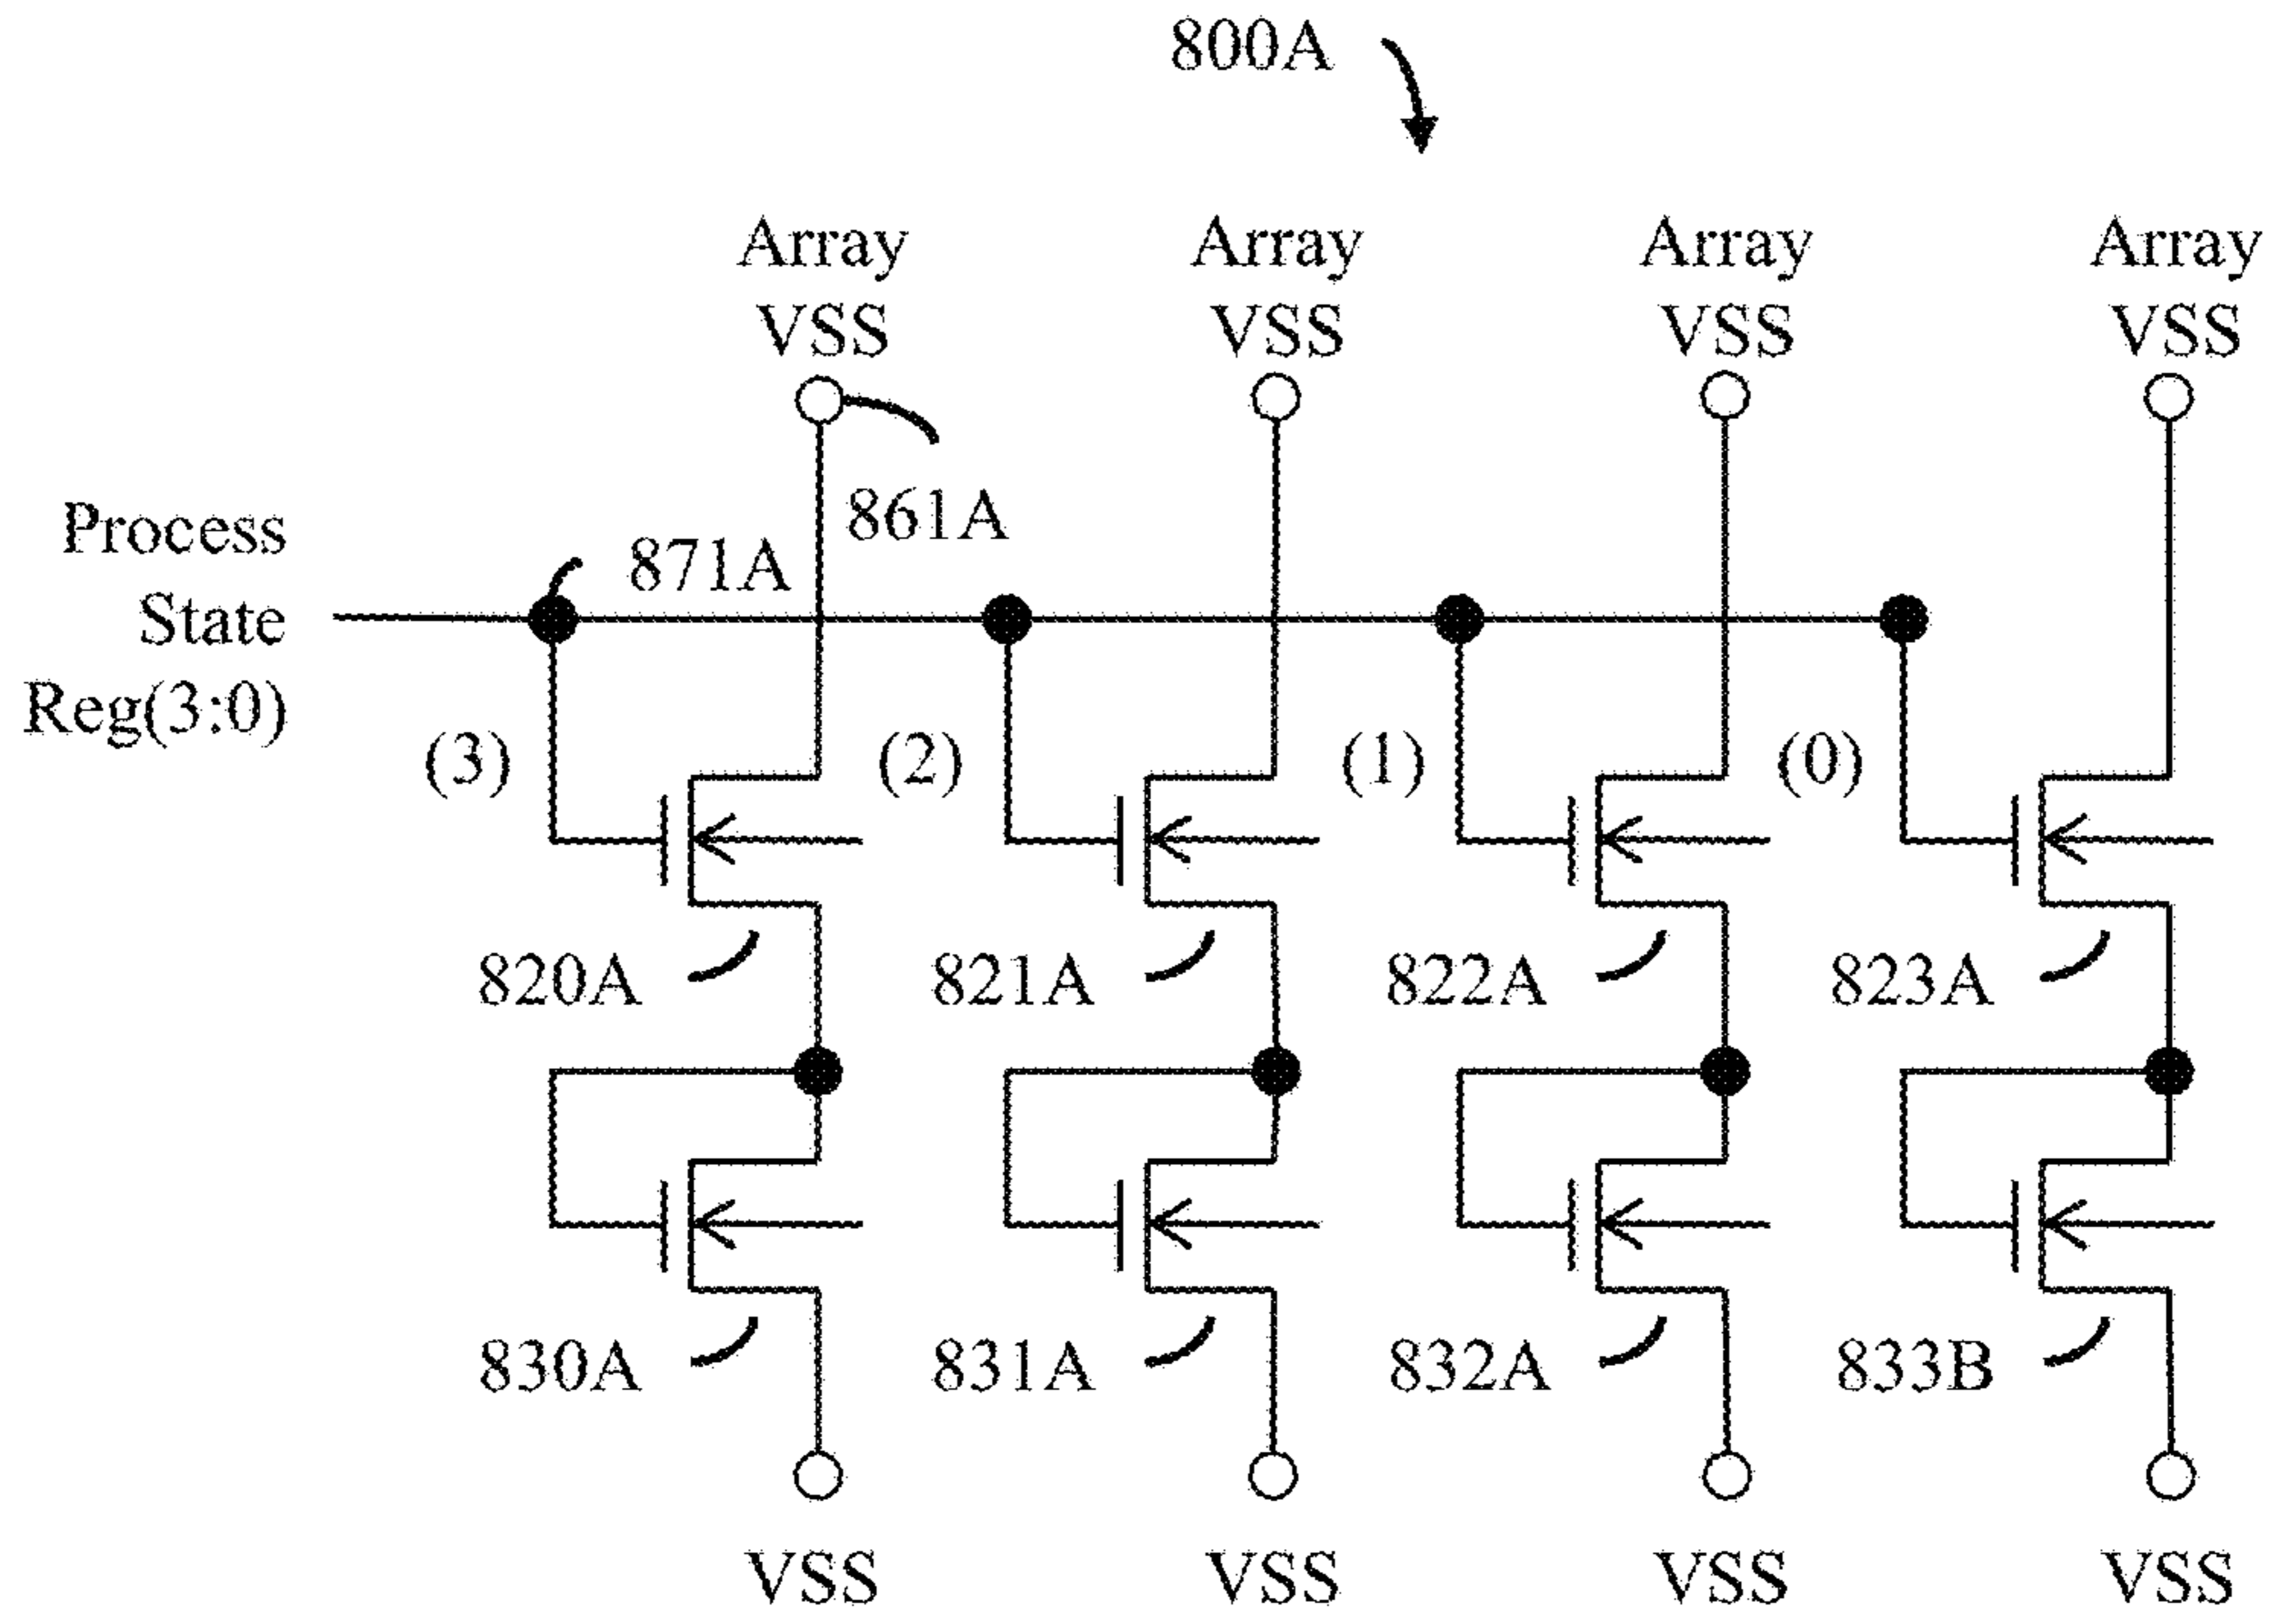 800A
Array Array Array Array
VSS VSS VSS VSS
861A
Process
871A
State
Reg(3:0)
(3) (2) (1) (0)
820A 821A 822A 823A
830A 831A 832A 833B
VSS VSS VSS VSS